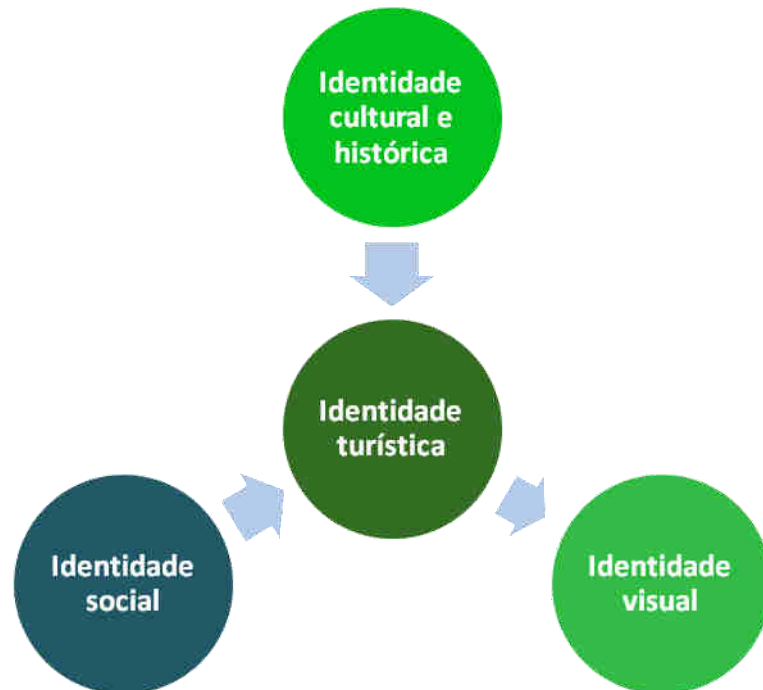 Identidade
cultural e
histórica
Identidade
turística
Identidade
social
Identidade
visual